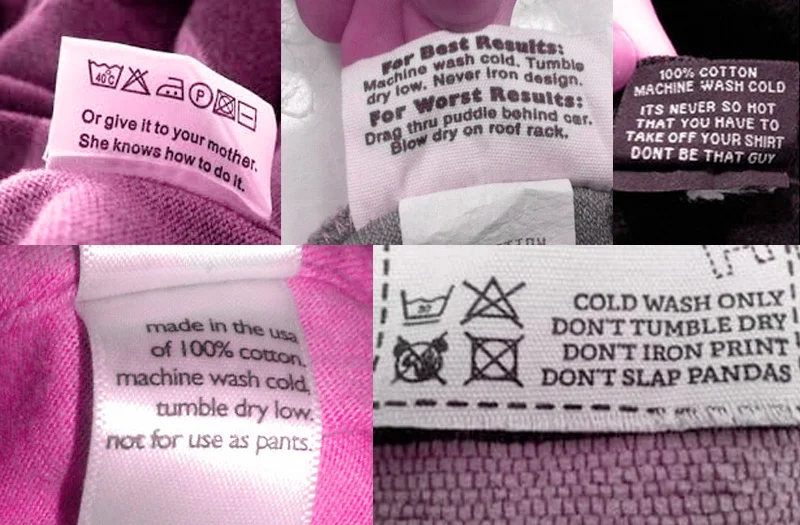 40°C
P
Or give it to your mother.
She knows how to do it.
For Best Results:
Machine wash cold. Tumble
dry low. Never iron design.
For Worst Results:
Drag thru puddle behind car.
Blow dry on roof rack.
100% COTTON
MACHINE WASH COLD
ITS NEVER SO HOT
THAT YOU HAVE TO
TAKE OFF YOUR SHIRT
DONT BE THAT GUY
made in the usa
of 100% cotton.
machine wash cold,
tumble dry low.
not for use as pants.
30
COLD WASH ONLY
DON'T TUMBLE DRY
DON'T IRON PRINT
DON'T SLAP PANDAS